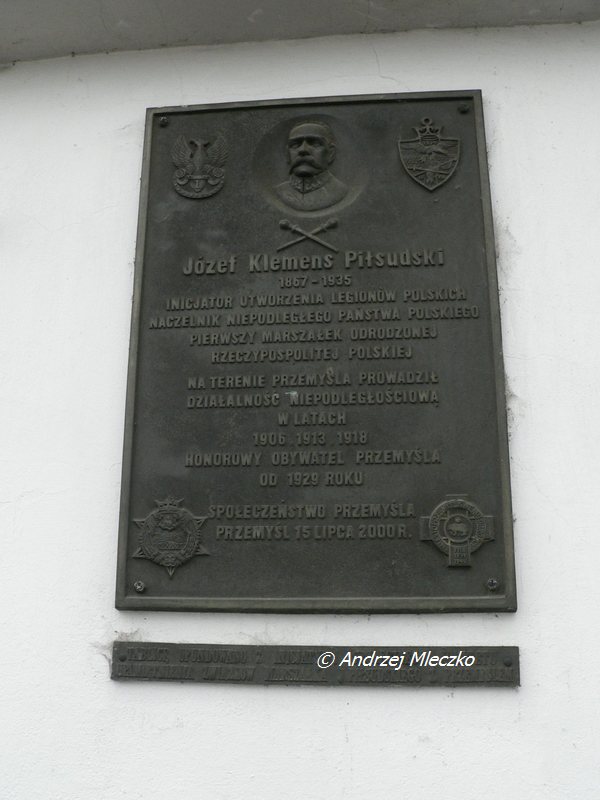 Józef Klemens Piłsudski
1867 - 1935
INICJATOR UTWORZENIA LEGIONÓW POLSKICH
NACZELNIK NIEPODLEGŁEGO PAŃSTWA POLSKIEGO
PIERWSZY MARSZAŁEK ODRODZONEJ
RZECZYPOSPOLITEJ POLSKIEJ
NA TERENIE PRZEMYŚLA PROWADZIŁ
DZIAŁALNOŚĆ NIEPODLEGŁOŚCIOWĄ
W LATACH
1906 1913 1918
HONOROWY OBYWATEL PRZEMYŚLA
OD 1929 ROKU
SPOŁECZEŃSTWO PRZEMYŚLA
PRZEMYŚL 15 LIPCA 2000 R.
© Andrzej Mleczko